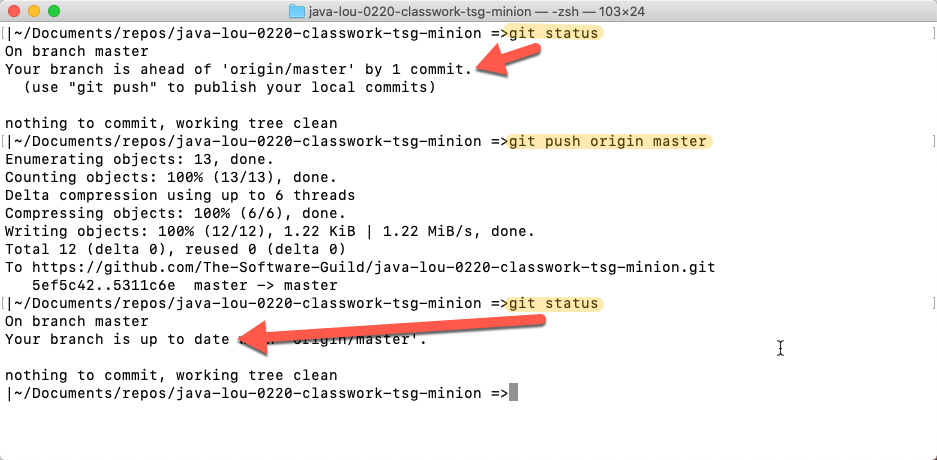 java-lou-0220-classwork-tsg-minion — -zsh — 103×24
[|~/Documents/repos/java-lou-0220-classwork-tsg-minion =>git status ]
On branch master
Your branch is ahead of 'origin/master' by 1 commit.
(use "git push" to publish your local commits)
nothing to commit, working tree clean
[|~/Documents/repos/java-lou-0220-classwork-tsg-minion =>git push origin master ]
Enumerating objects: 13, done.
Counting objects: 100% (13/13), done.
Delta compression using up to 6 threads
Compressing objects: 100% (6/6), done.
Writing objects: 100% (12/12), 1.22 KiB | 1.22 MiB/s, done.
Total 12 (delta 0), reused 0 (delta 0)
To https://github.com/The-Software-Guild/java-lou-0220-classwork-tsg-minion.git
5ef5c42..5311c6e  master -> master
[|~/Documents/repos/java-lou-0220-classwork-tsg-minion =>git status ]
On branch master
Your branch is up to date 'origin/master'.
nothing to commit, working tree clean
|~/Documents/repos/java-lou-0220-classwork-tsg-minion =>